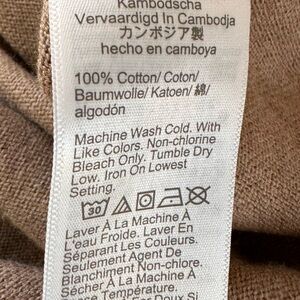 Kambodscha
Vervaardigd In Cambodja
カンボジア製
hecho en camboya
100% Cotton/ Coton/
Baumwolle/ Katoen/ 綿/
algodón
Machine Wash Cold. With
Like Colors. Non-chlorine
Bleach Only. Tumble Dry
Low. Iron On Lowest
Setting.
30
Laver À La Machine À
L'eau Froide. Laver En
Séparant Les Couleurs.
Seulement Agent De
Blanchiment Non-chlore.
Sécher À La Machine À
Basse Température.